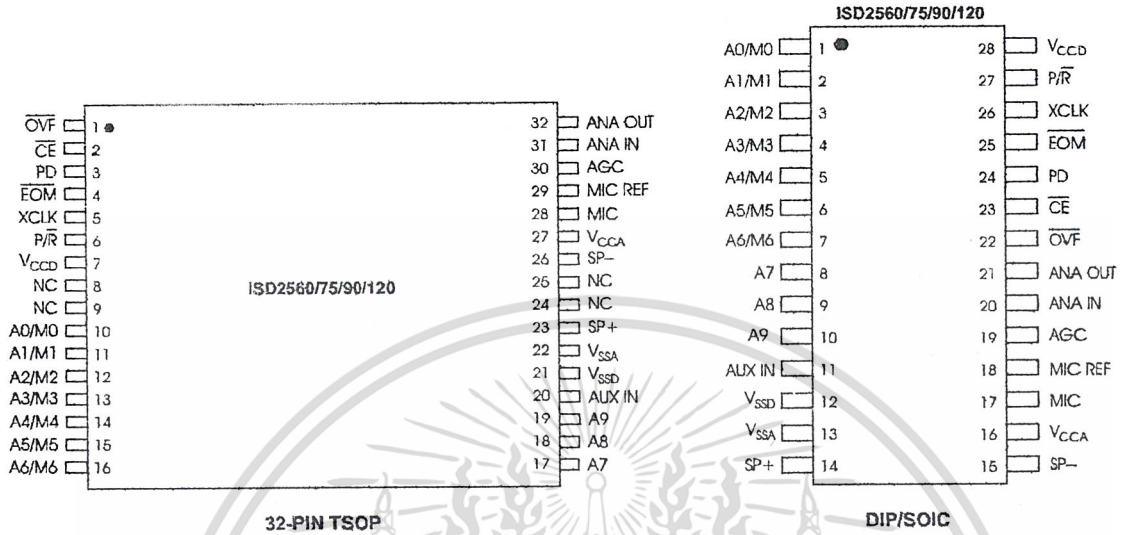 ISD2560/75/90/120
A0/M0 1 28 VCCD
A1/M1 2 27 P/R̅
A2/M2 3 26 XCLK
A3/M3 4 25 E̅O̅M̅
A4/M4 5 24 PD
A5/M5 6 23 C̅E̅
A6/M6 7 22 O̅V̅F̅
A7 8 21 ANA OUT
A8 9 20 ANA IN
A9 10 19 AGC
AUX IN 11 18 MIC REF
VSSD 12 17 MIC
VSSA 13 16 VCCA
SP+ 14 15 SP−
DIP/SOIC
O̅V̅F̅ 1 32 ANA OUT
C̅E̅ 2 31 ANA IN
PD 3 30 AGC
E̅O̅M̅ 4 29 MIC REF
XCLK 5 28 MIC
P/R̅ 6 27 VCCA
VCCD 7 26 SP−
NC 8 25 NC
ISD2560/75/90/120
NC 9 24 NC
A0/M0 10 23 SP+
A1/M1 11 22 VSSA
A2/M2 12 21 VSSD
A3/M3 13 20 AUX IN
A4/M4 14 19 A9
A5/M5 15 18 A8
A6/M6 16 17 A7
32-PIN TSOP